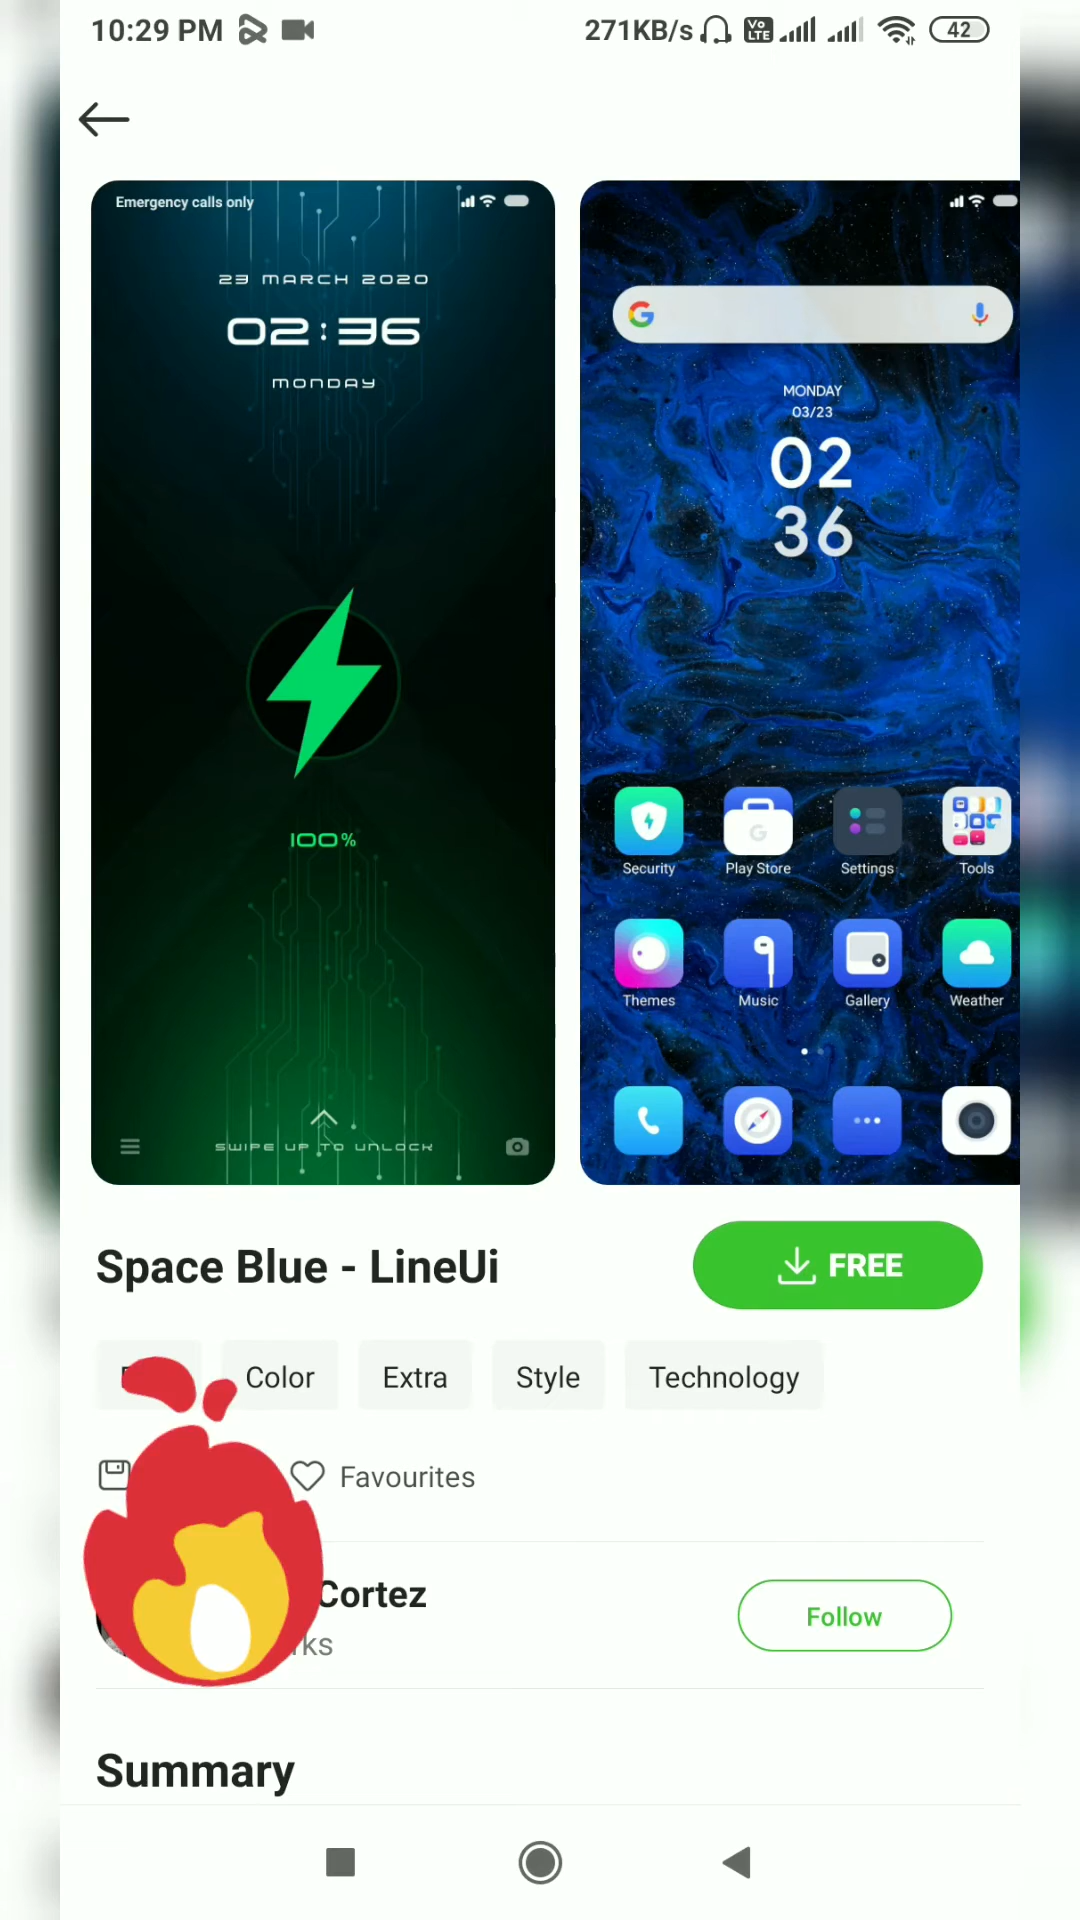 10:29 PM 271KB/s Vo LTE 42
Emergency calls only
23 MARCH 2020
02:36
MONDAY
100%
SWIPE UP TO UNLOCK
MONDAY
03/23
02
36
Security Play Store Settings Tools
Themes Music Gallery Weather
Space Blue - LineUi
FREE
Color Extra Style Technology
Favourites
Cortez
Follow
Summary